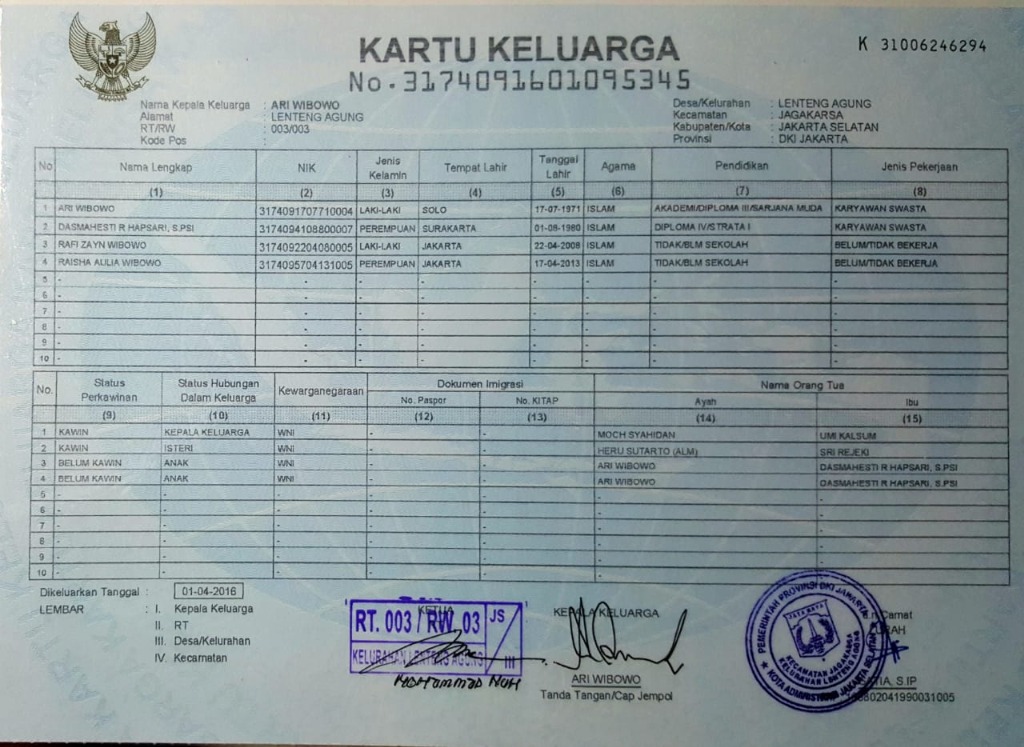 KARTU KELUARGA
No. 3174091601095345
K 31006246294
Nama Kepala Keluarga : ARI WIBOWO
Alamat : LENTENG AGUNG
RT/RW : 003/003
Kode Pos :
Desa/Kelurahan : LENTENG AGUNG
Kecamatan : JAGAKARSA
Kabupaten/Kota : JAKARTA SELATAN
Provinsi : DKI JAKARTA
No Nama Lengkap NIK Jenis Kelamin Tempat Lahir Tanggal Lahir Agama Pendidikan Jenis Pekerjaan
(1) (2) (3) (4) (5) (6) (7) (8)
1 ARI WIBOWO 3174091707710004 LAKI-LAKI SOLO 17-07-1971 ISLAM AKADEMI/DIPLOMA III/SARJANA MUDA KARYAWAN SWASTA
2 DASMAHESTI R HAPSARI, S.PSI 3174094108800007 PEREMPUAN SURAKARTA 01-08-1980 ISLAM DIPLOMA IV/STRATA I KARYAWAN SWASTA
3 RAFI ZAYN WIBOWO 3174092204080005 LAKI-LAKI JAKARTA 22-04-2008 ISLAM TIDAK/BLM SEKOLAH BELUM/TIDAK BEKERJA
4 RAISHA AULIA WIBOWO 3174095704131005 PEREMPUAN JAKARTA 17-04-2013 ISLAM TIDAK/BLM SEKOLAH BELUM/TIDAK BEKERJA
5 - - - - - - - -
6 - - - - - - - -
7 - - - - - - - -
8 - - - - - - - -
9 - - - - - - - -
10 - - - - - - - -
No. Status Perkawinan Status Hubungan Dalam Keluarga Kewarganegaraan Dokumen Imigrasi Nama Orang Tua
No. Paspor No. KITAP Ayah Ibu
(9) (10) (11) (12) (13) (14) (15)
1 KAWIN KEPALA KELUARGA WNI - - MOCH SYAHIDAN UMI KALSUM
2 KAWIN ISTERI WNI - - HERU SUTARTO (ALM) SRI REJEKI
3 BELUM KAWIN ANAK WNI - - ARI WIBOWO DASMAHESTI R HAPSARI, S.PSI
4 BELUM KAWIN ANAK WNI - - ARI WIBOWO DASMAHESTI R HAPSARI, S.PSI
5 - - - - - - -
6 - - - - - - -
7 - - - - - - -
8 - - - - - - -
9 - - - - - - -
10 - - - - - - -
Dikeluarkan Tanggal : 01-04-2016
LEMBAR : I. Kepala Keluarga
II. RT
III. Desa/Kelurahan
IV. Kecamatan
KETUA
RT. 003 / RW. 03 JS
KELURAHAN LENTENG AGUNG III
Mohammad Nuh
KEPALA KELUARGA
ARI WIBOWO
Tanda Tangan/Cap Jempol
a.n Camat
PEMERINTAH PROVINSI DKI JAKARTA
JAYA RAYA
KECAMATAN JAGAKARSA
KELURAHAN LENTENG AGUNG
KOTA ADMINISTRASI JAKARTA SELATAN
S.IP